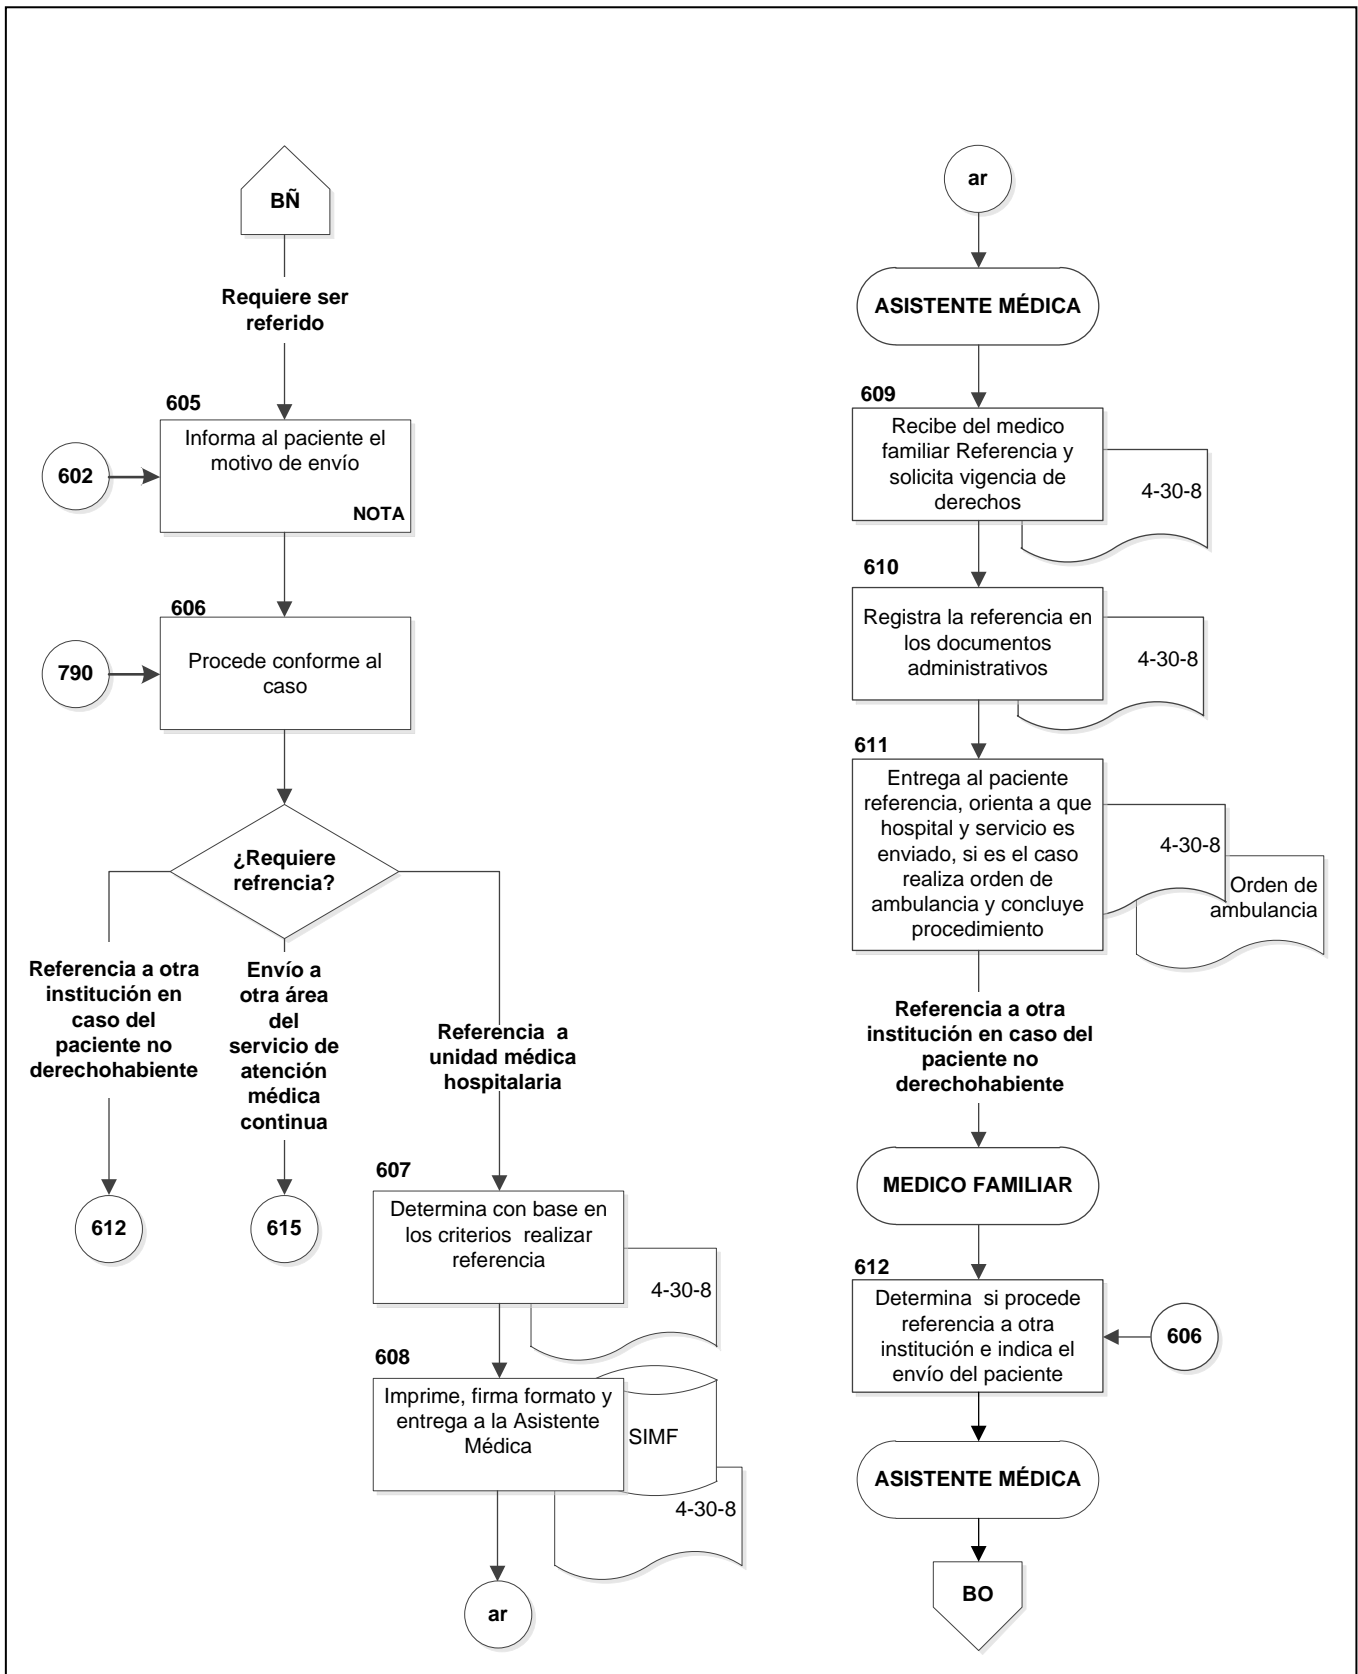 BÑ
Requiere ser
referido
605
Informa al paciente el
motivo de envío
NOTA
602
606
Procede conforme al
caso
790
¿Requiere
refrencia?
Referencia a otra
institución en
caso del
paciente no
derechohabiente
Envío a
otra área
del
servicio de
atención
médica
continua
Referencia a
unidad médica
hospitalaria
612
615
607
Determina con base en
los criterios realizar
referencia
4-30-8
608
Imprime, firma formato y
entrega a la Asistente
Médica
SIMF
4-30-8
ar
ar
ASISTENTE MÉDICA
609
Recibe del medico
familiar Referencia y
solicita vigencia de
derechos
4-30-8
610
Registra la referencia en
los documentos
administrativos
4-30-8
611
Entrega al paciente
referencia, orienta a que
hospital y servicio es
enviado, si es el caso
realiza orden de
ambulancia y concluye
procedimiento
4-30-8
Orden de
ambulancia
Referencia a otra
institución en caso del
paciente no
derechohabiente
MEDICO FAMILIAR
612
Determina si procede
referencia a otra
institución e indica el
envío del paciente
606
ASISTENTE MÉDICA
BO